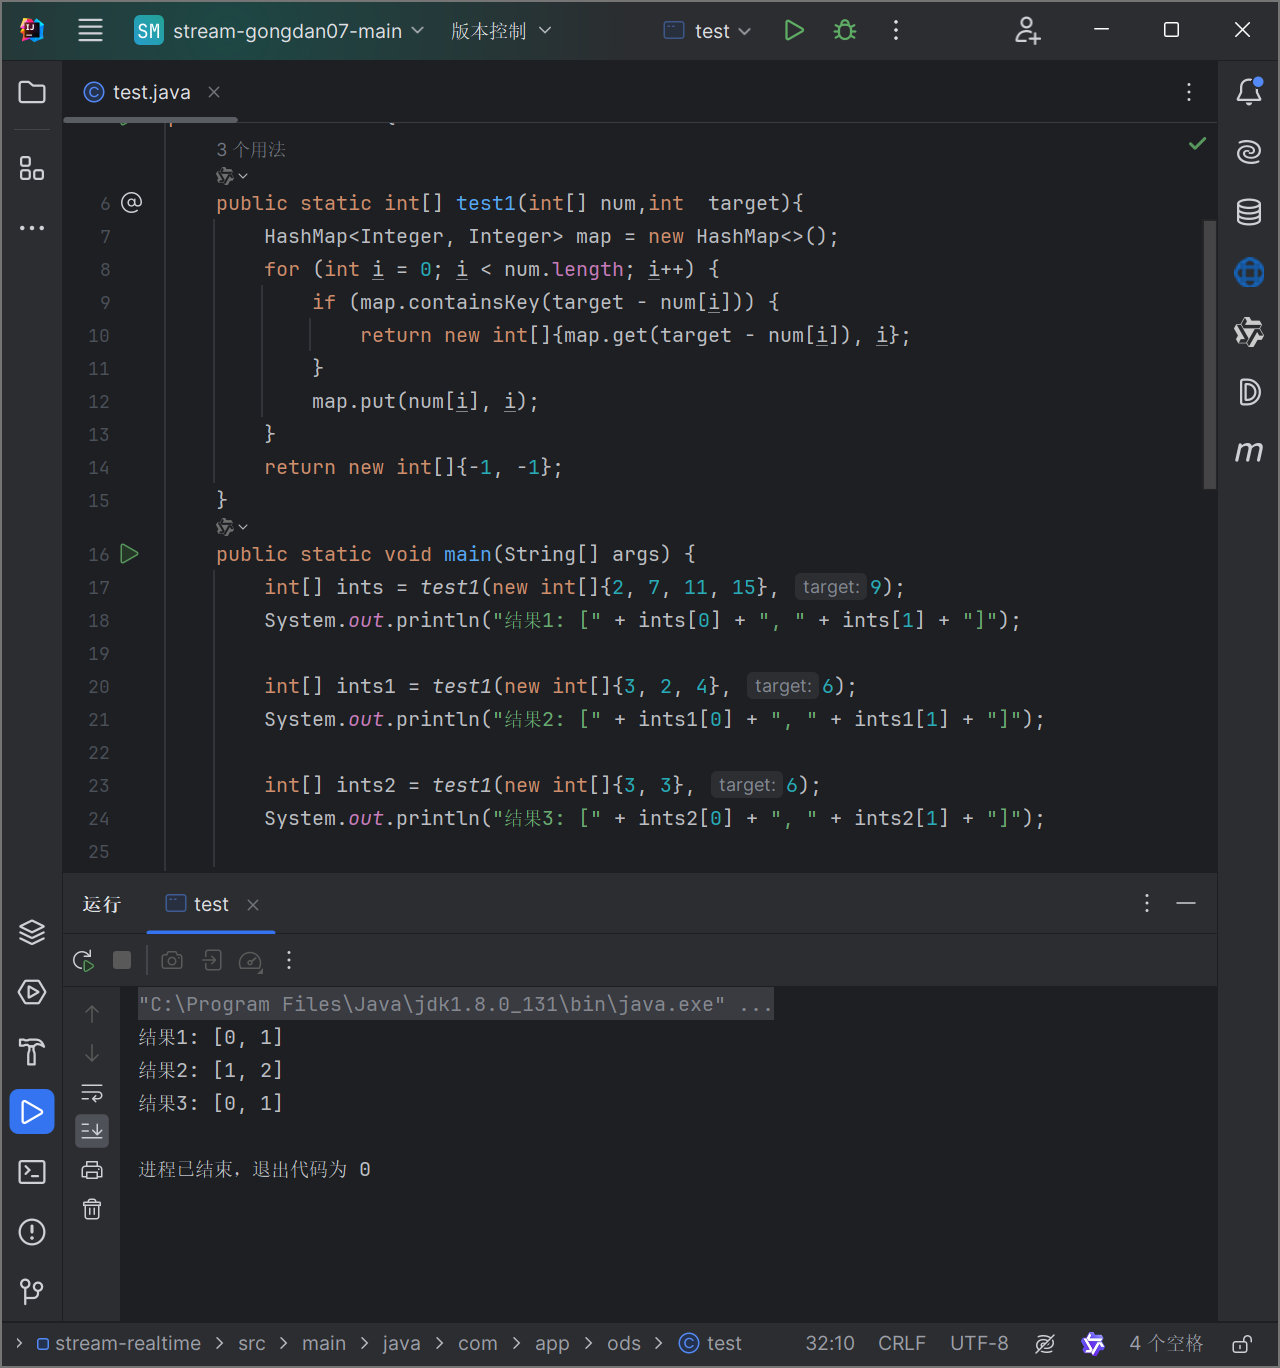 SM stream-gongdan07-main 版本控制 test
test.java
3 个用法
6 public static int[] test1(int[] num,int  target){
7 HashMap<Integer, Integer> map = new HashMap<>();
8 for (int i = 0; i < num.length; i++) {
9 if (map.containsKey(target - num[i])) {
10 return new int[]{map.get(target - num[i]), i};
11 }
12 map.put(num[i], i);
13 }
14 return new int[]{-1, -1};
15 }
16 public static void main(String[] args) {
17 int[] ints = test1(new int[]{2, 7, 11, 15}, target: 9);
18 System.out.println("结果1: [" + ints[0] + ", " + ints[1] + "]");
19
20 int[] ints1 = test1(new int[]{3, 2, 4}, target: 6);
21 System.out.println("结果2: [" + ints1[0] + ", " + ints1[1] + "]");
22
23 int[] ints2 = test1(new int[]{3, 3}, target: 6);
24 System.out.println("结果3: [" + ints2[0] + ", " + ints2[1] + "]");
25
运行 test
"C:\Program Files\Java\jdk1.8.0_131\bin\java.exe" ...
结果1: [0, 1]
结果2: [1, 2]
结果3: [0, 1]
进程已结束，退出代码为 0
stream-realtime > src > main > java > com > app > ods > test 32:10 CRLF UTF-8 4 个空格